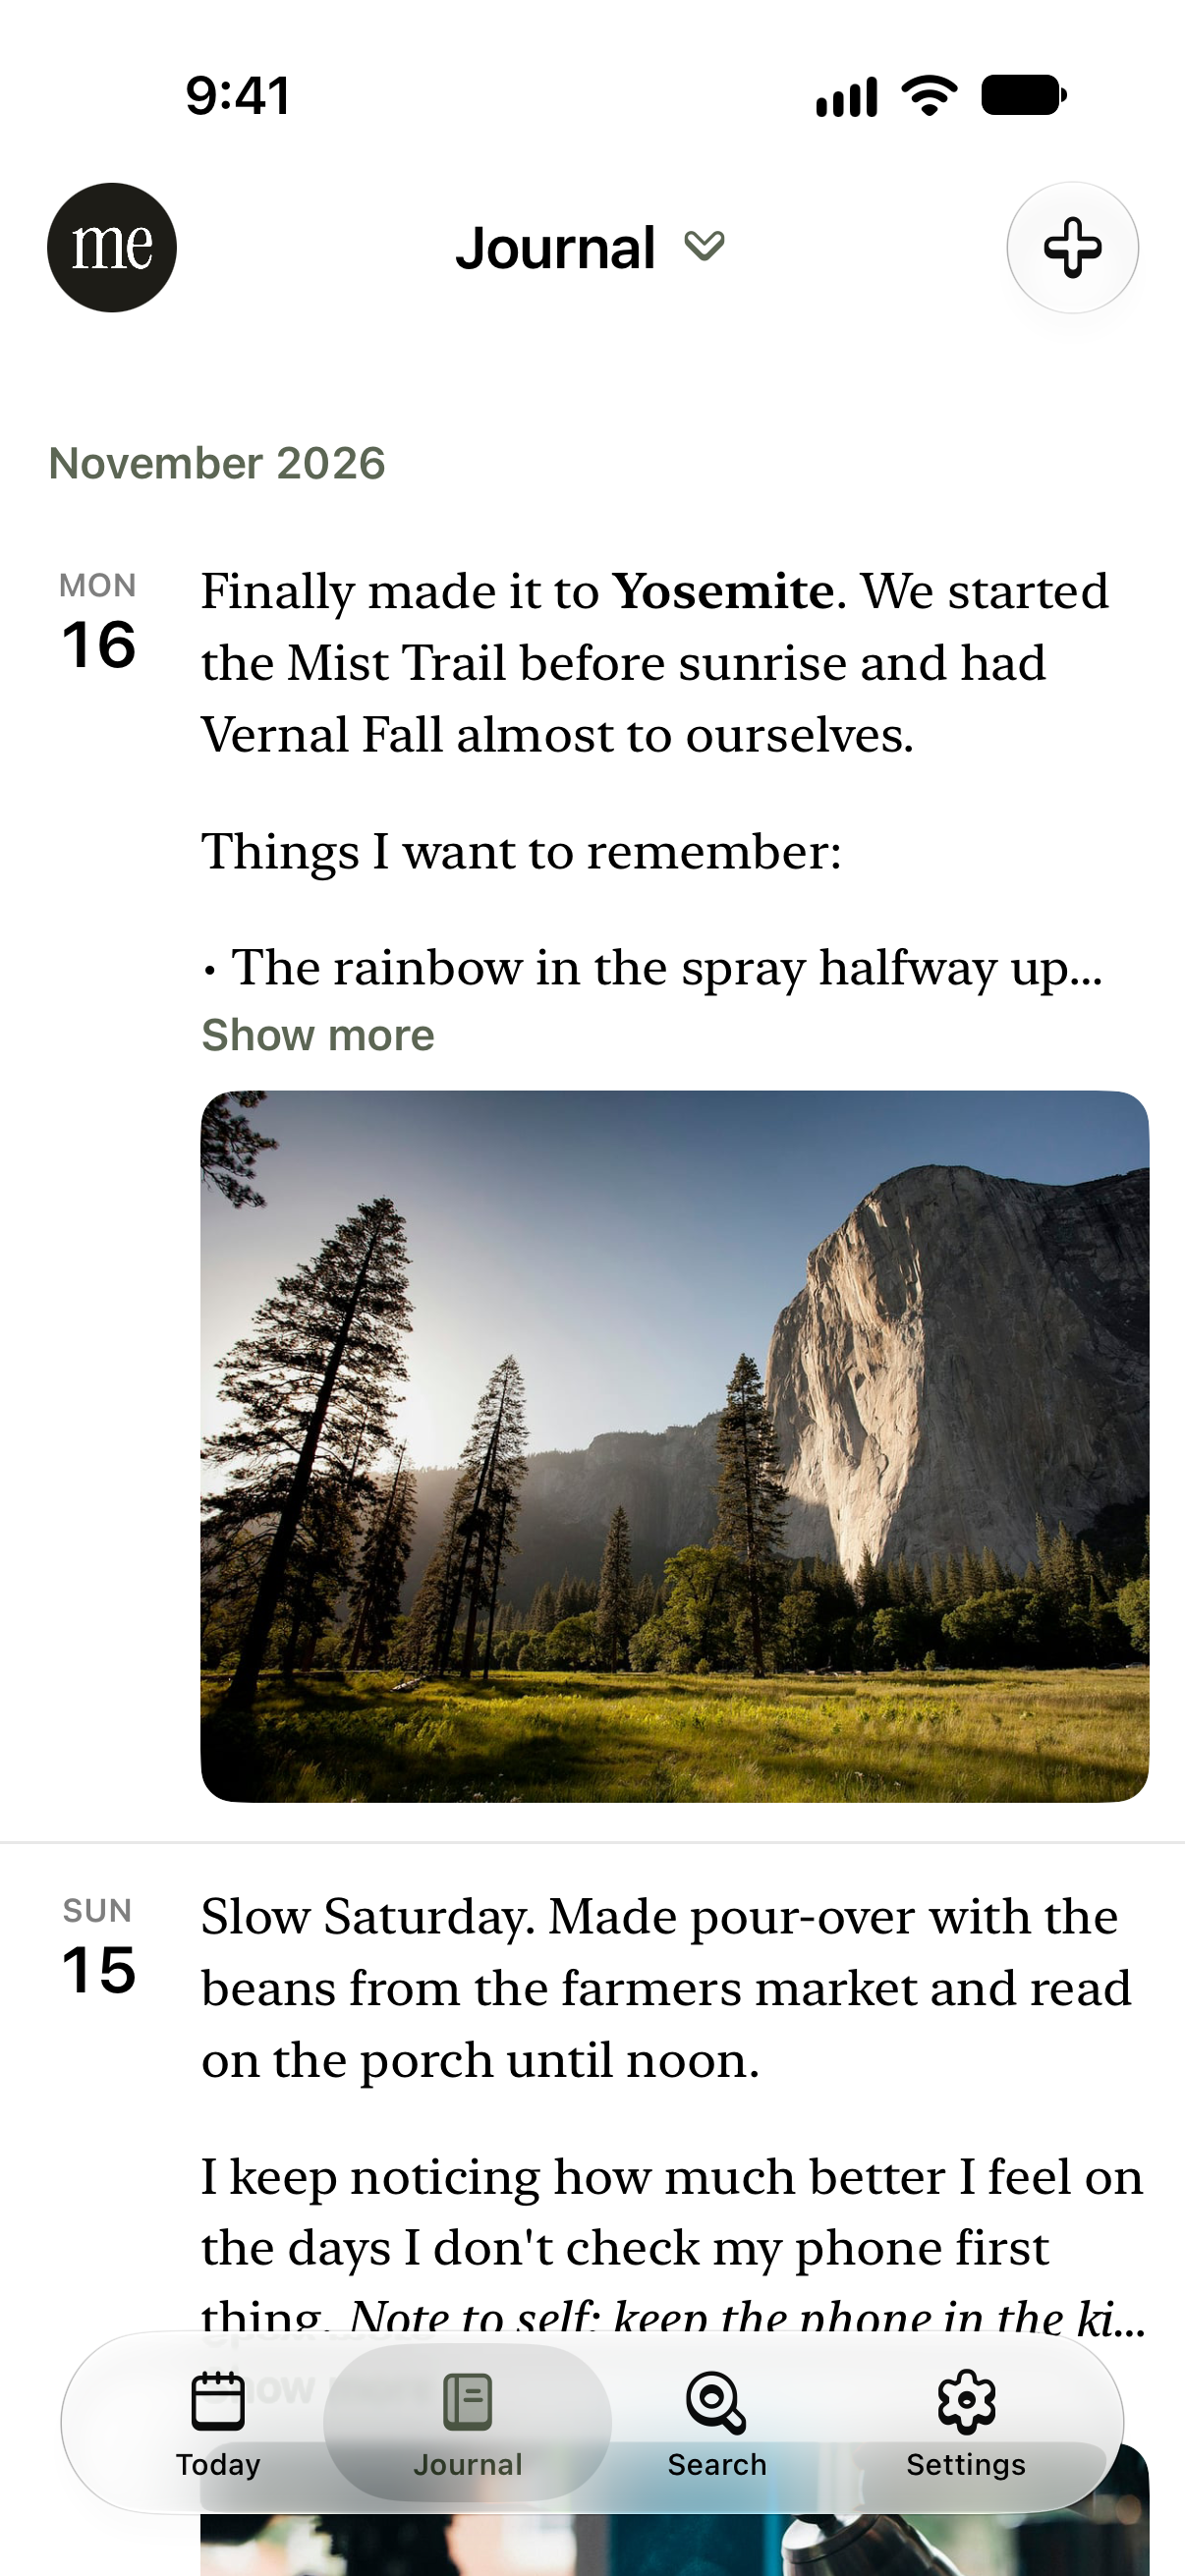 9:41
me
Journal
November 2026
MON
16
Finally made it to Yosemite. We started
the Mist Trail before sunrise and had
Vernal Fall almost to ourselves.
Things I want to remember:
• The rainbow in the spray halfway up...
Show more
SUN
15
Slow Saturday. Made pour-over with the
beans from the farmers market and read
on the porch until noon.
I keep noticing how much better I feel on
the days I don't check my phone first
thing. Note to self: keep the phone in the ki...
Show more
Today
Journal
Search
Settings